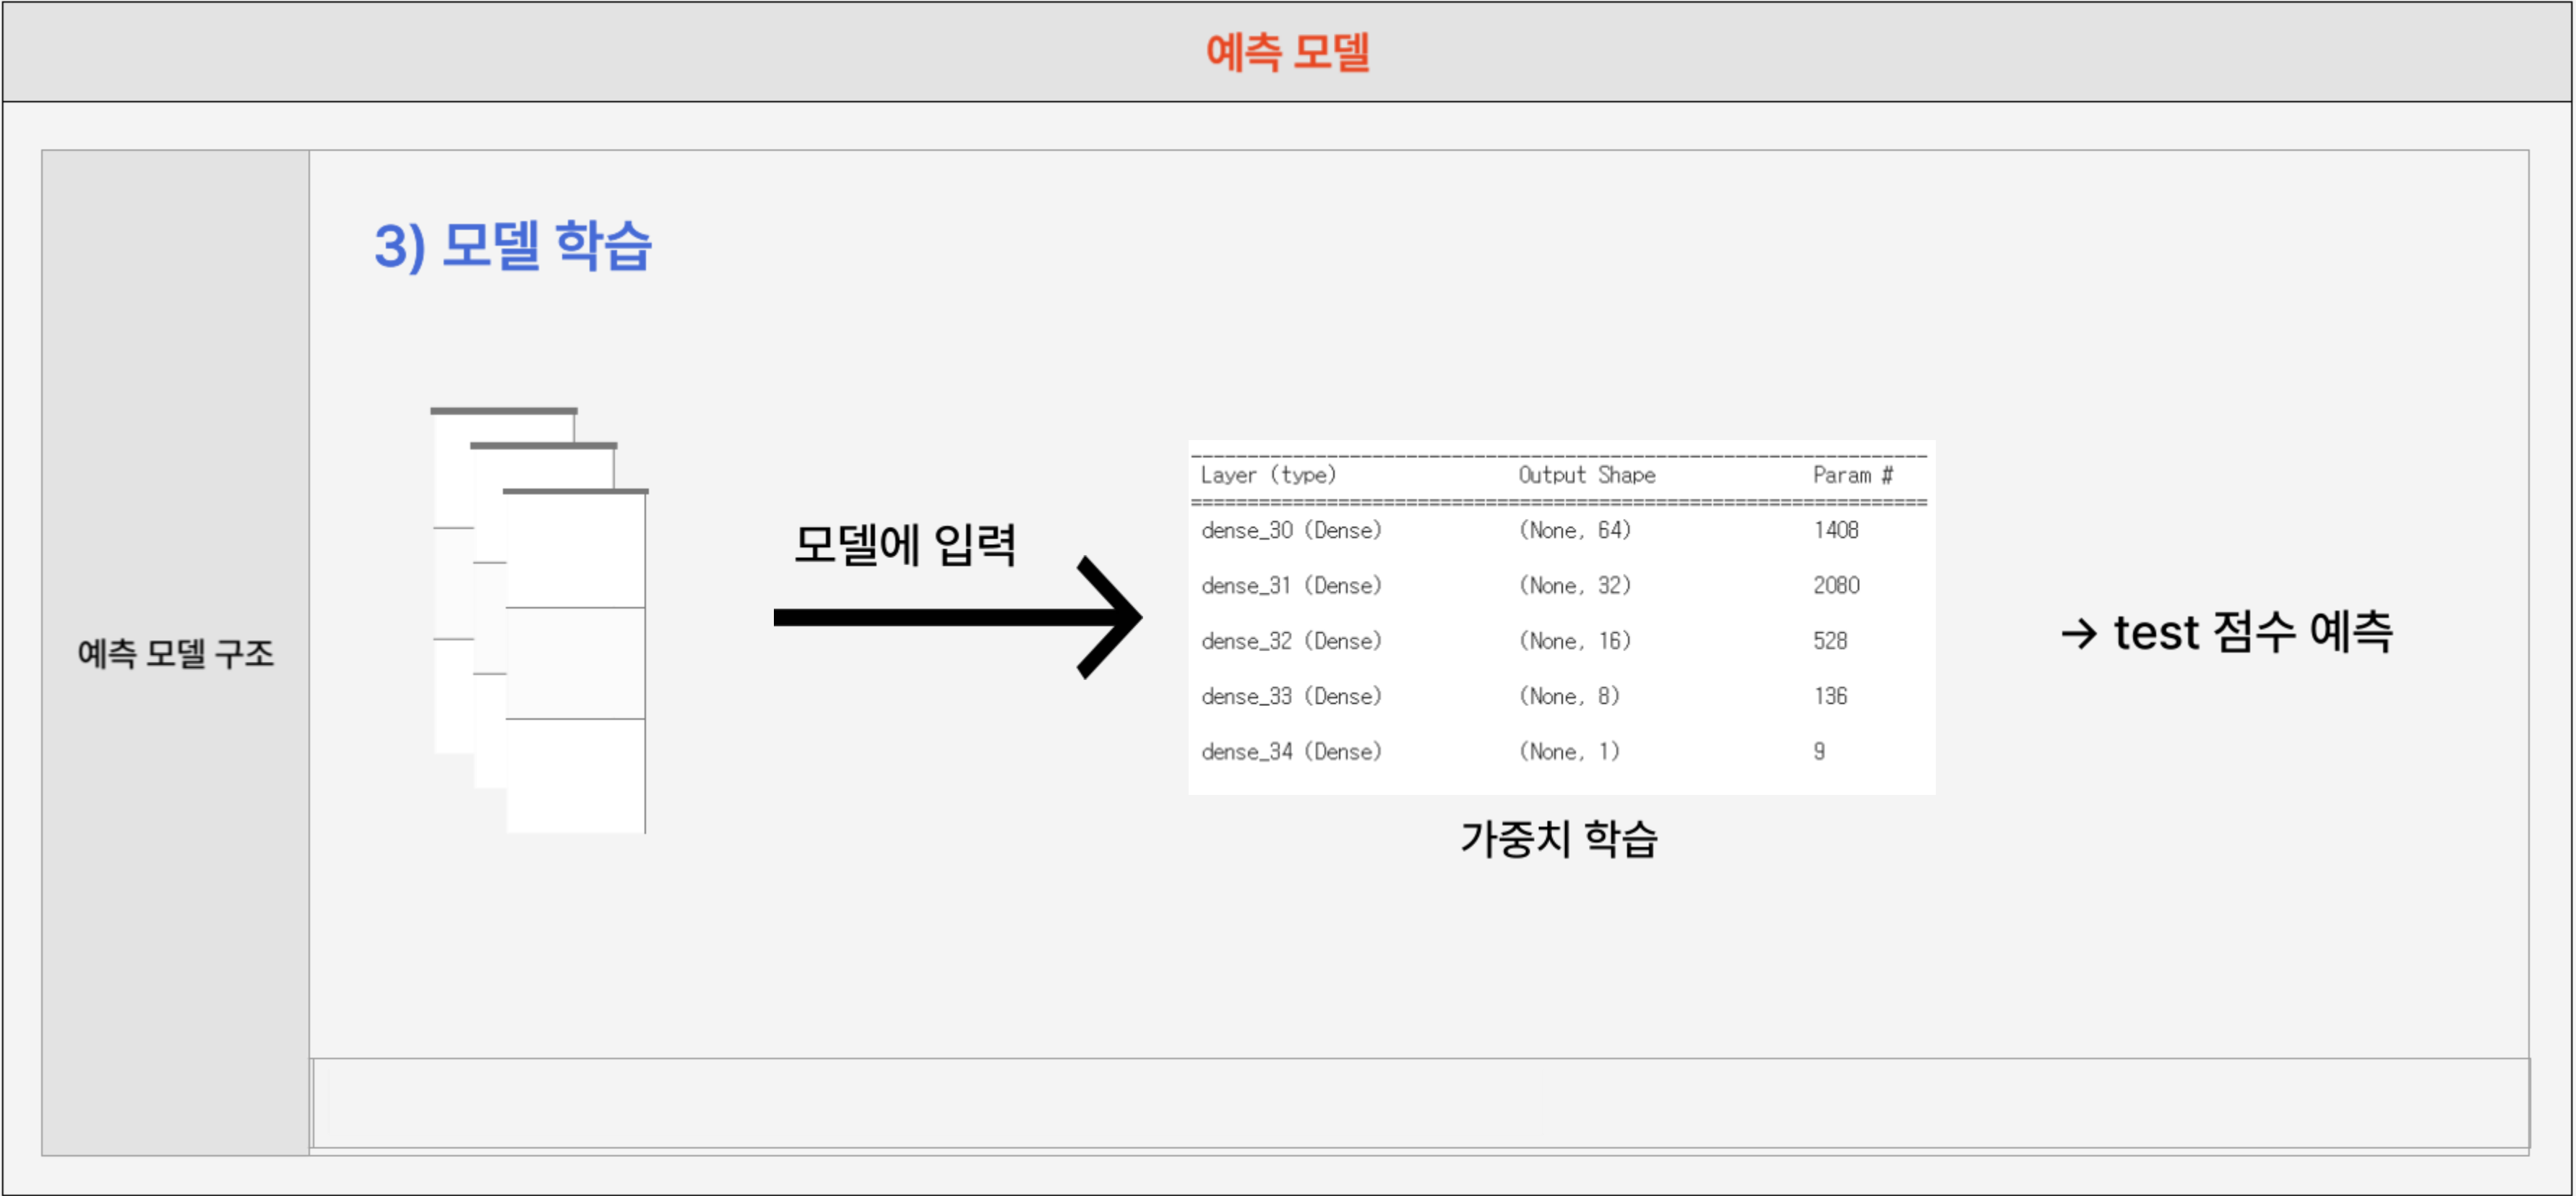 예측 모델
예측 모델 구조
3) 모델 학습
모델에 입력
Layer (type) Output Shape Param #
dense_30 (Dense) (None, 64) 1408
dense_31 (Dense) (None, 32) 2080
dense_32 (Dense) (None, 16) 528
dense_33 (Dense) (None, 8) 136
dense_34 (Dense) (None, 1) 9
가중치 학습
→ test 점수 예측